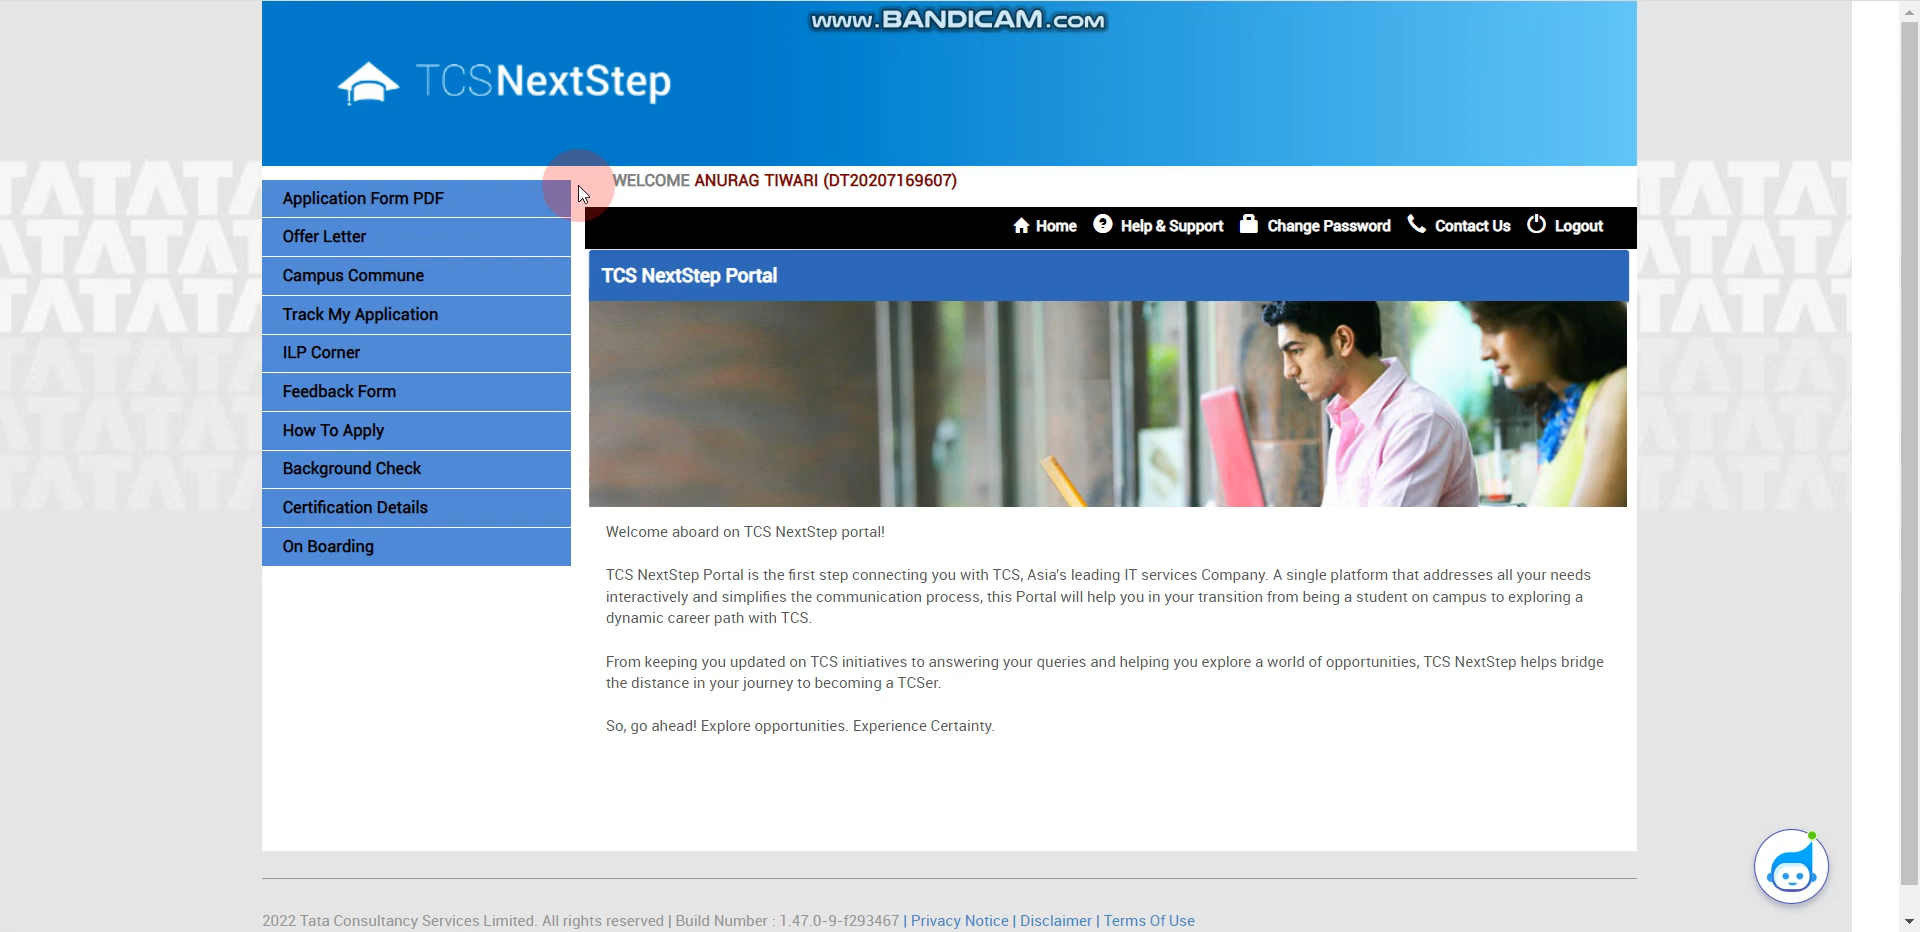 www.BANDICAM.com
TCSNextStep
WELCOME ANURAG TIWARI (DT20207169607)
Home Help & Support Change Password Contact Us Logout
Application Form PDF
Offer Letter
Campus Commune
Track My Application
ILP Corner
Feedback Form
How To Apply
Background Check
Certification Details
On Boarding
TCS NextStep Portal
Welcome aboard on TCS NextStep portal!
TCS NextStep Portal is the first step connecting you with TCS, Asia's leading IT services Company. A single platform that addresses all your needs
interactively and simplifies the communication process, this Portal will help you in your transition from being a student on campus to exploring a
dynamic career path with TCS.
From keeping you updated on TCS initiatives to answering your queries and helping you explore a world of opportunities, TCS NextStep helps bridge
the distance in your journey to becoming a TCSer.
So, go ahead! Explore opportunities. Experience Certainty.
2022 Tata Consultancy Services Limited. All rights reserved | Build Number : 1.47.0-9-f293467 | Privacy Notice | Disclaimer | Terms Of Use